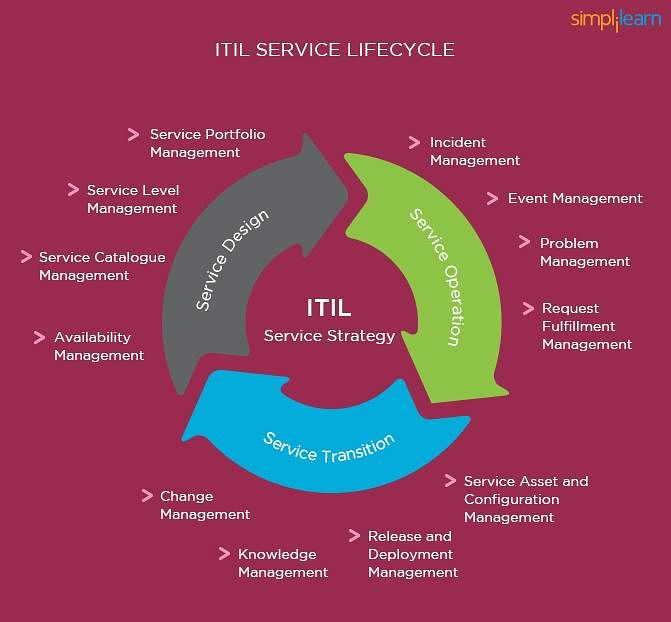 simplilearn
ITIL SERVICE LIFECYCLE
Service Portfolio
Management
Service Level
Management
Service Catalogue
Management
Availability
Management
Incident
Management
Event Management
Problem
Management
Request
Fulfillment
Management
Service Design
Service Operation
ITIL
Service Strategy
Service Transition
Change
Management
Knowledge
Management
Release and
Deployment
Management
Service Asset and
Configuration
Management